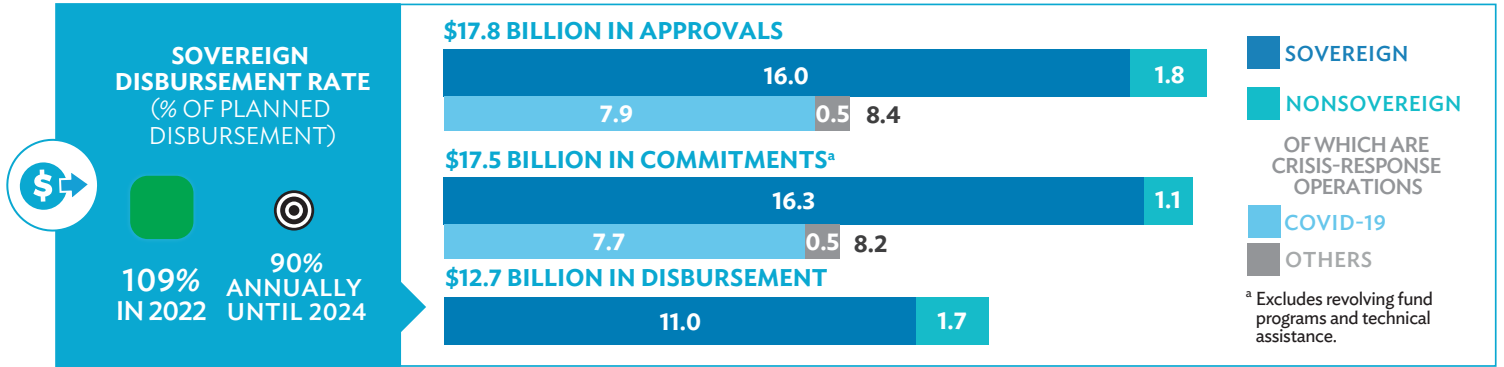 SOVEREIGN
DISBURSEMENT RATE
(% OF PLANNED
DISBURSEMENT)
$
109%
IN 2022
90%
ANNUALLY
UNTIL 2024
$17.8 BILLION IN APPROVALS
16.0
1.8
7.9
0.5
8.4
$17.5 BILLION IN COMMITMENTSᵃ
16.3
1.1
7.7
0.5
8.2
$12.7 BILLION IN DISBURSEMENT
11.0
1.7
SOVEREIGN
NONSOVEREIGN
OF WHICH ARE
CRISIS-RESPONSE
OPERATIONS
COVID-19
OTHERS
ᵃ Excludes revolving fund
programs and technical
assistance.